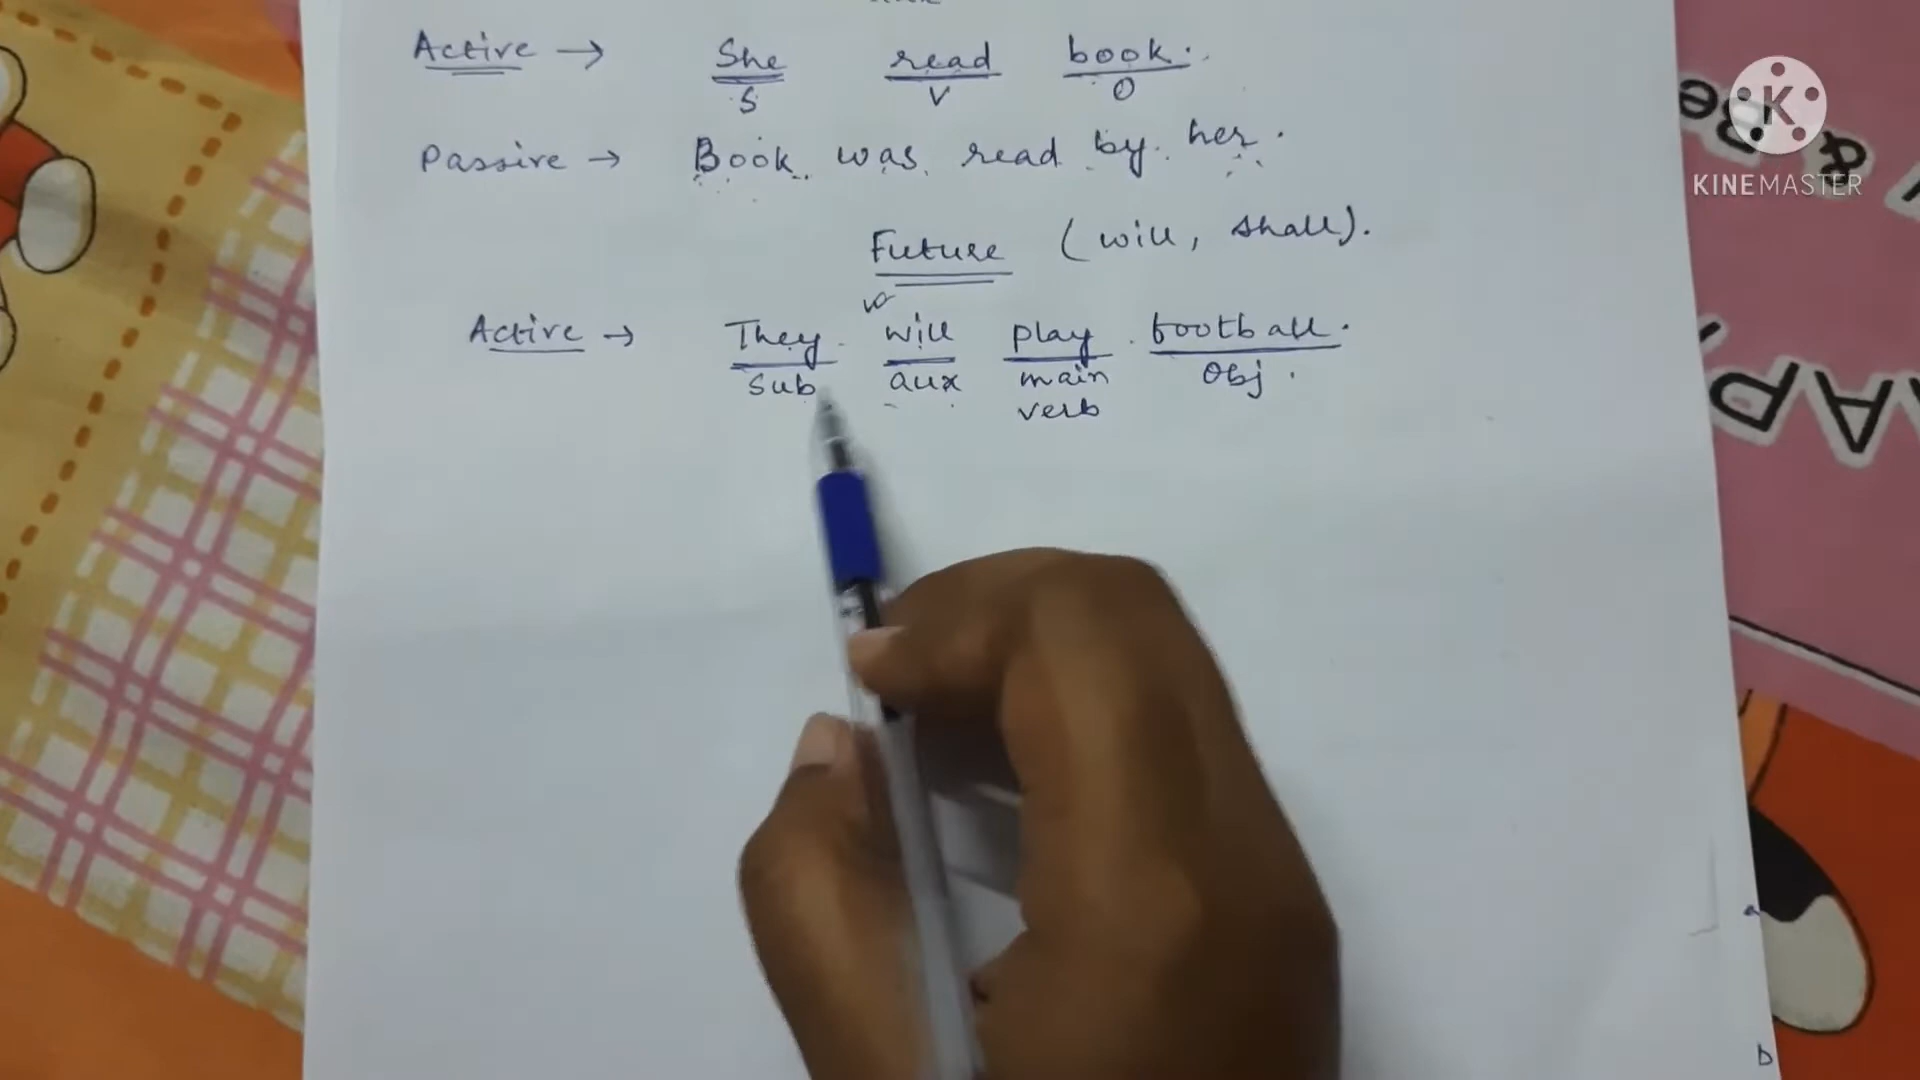 Active → She read book.
S V O
Passive → Book was read by her.
Future (will, shall).
Active → They will play football.
Sub aux main Obj.
verb
K
KINEMASTER
&
Be
a
b